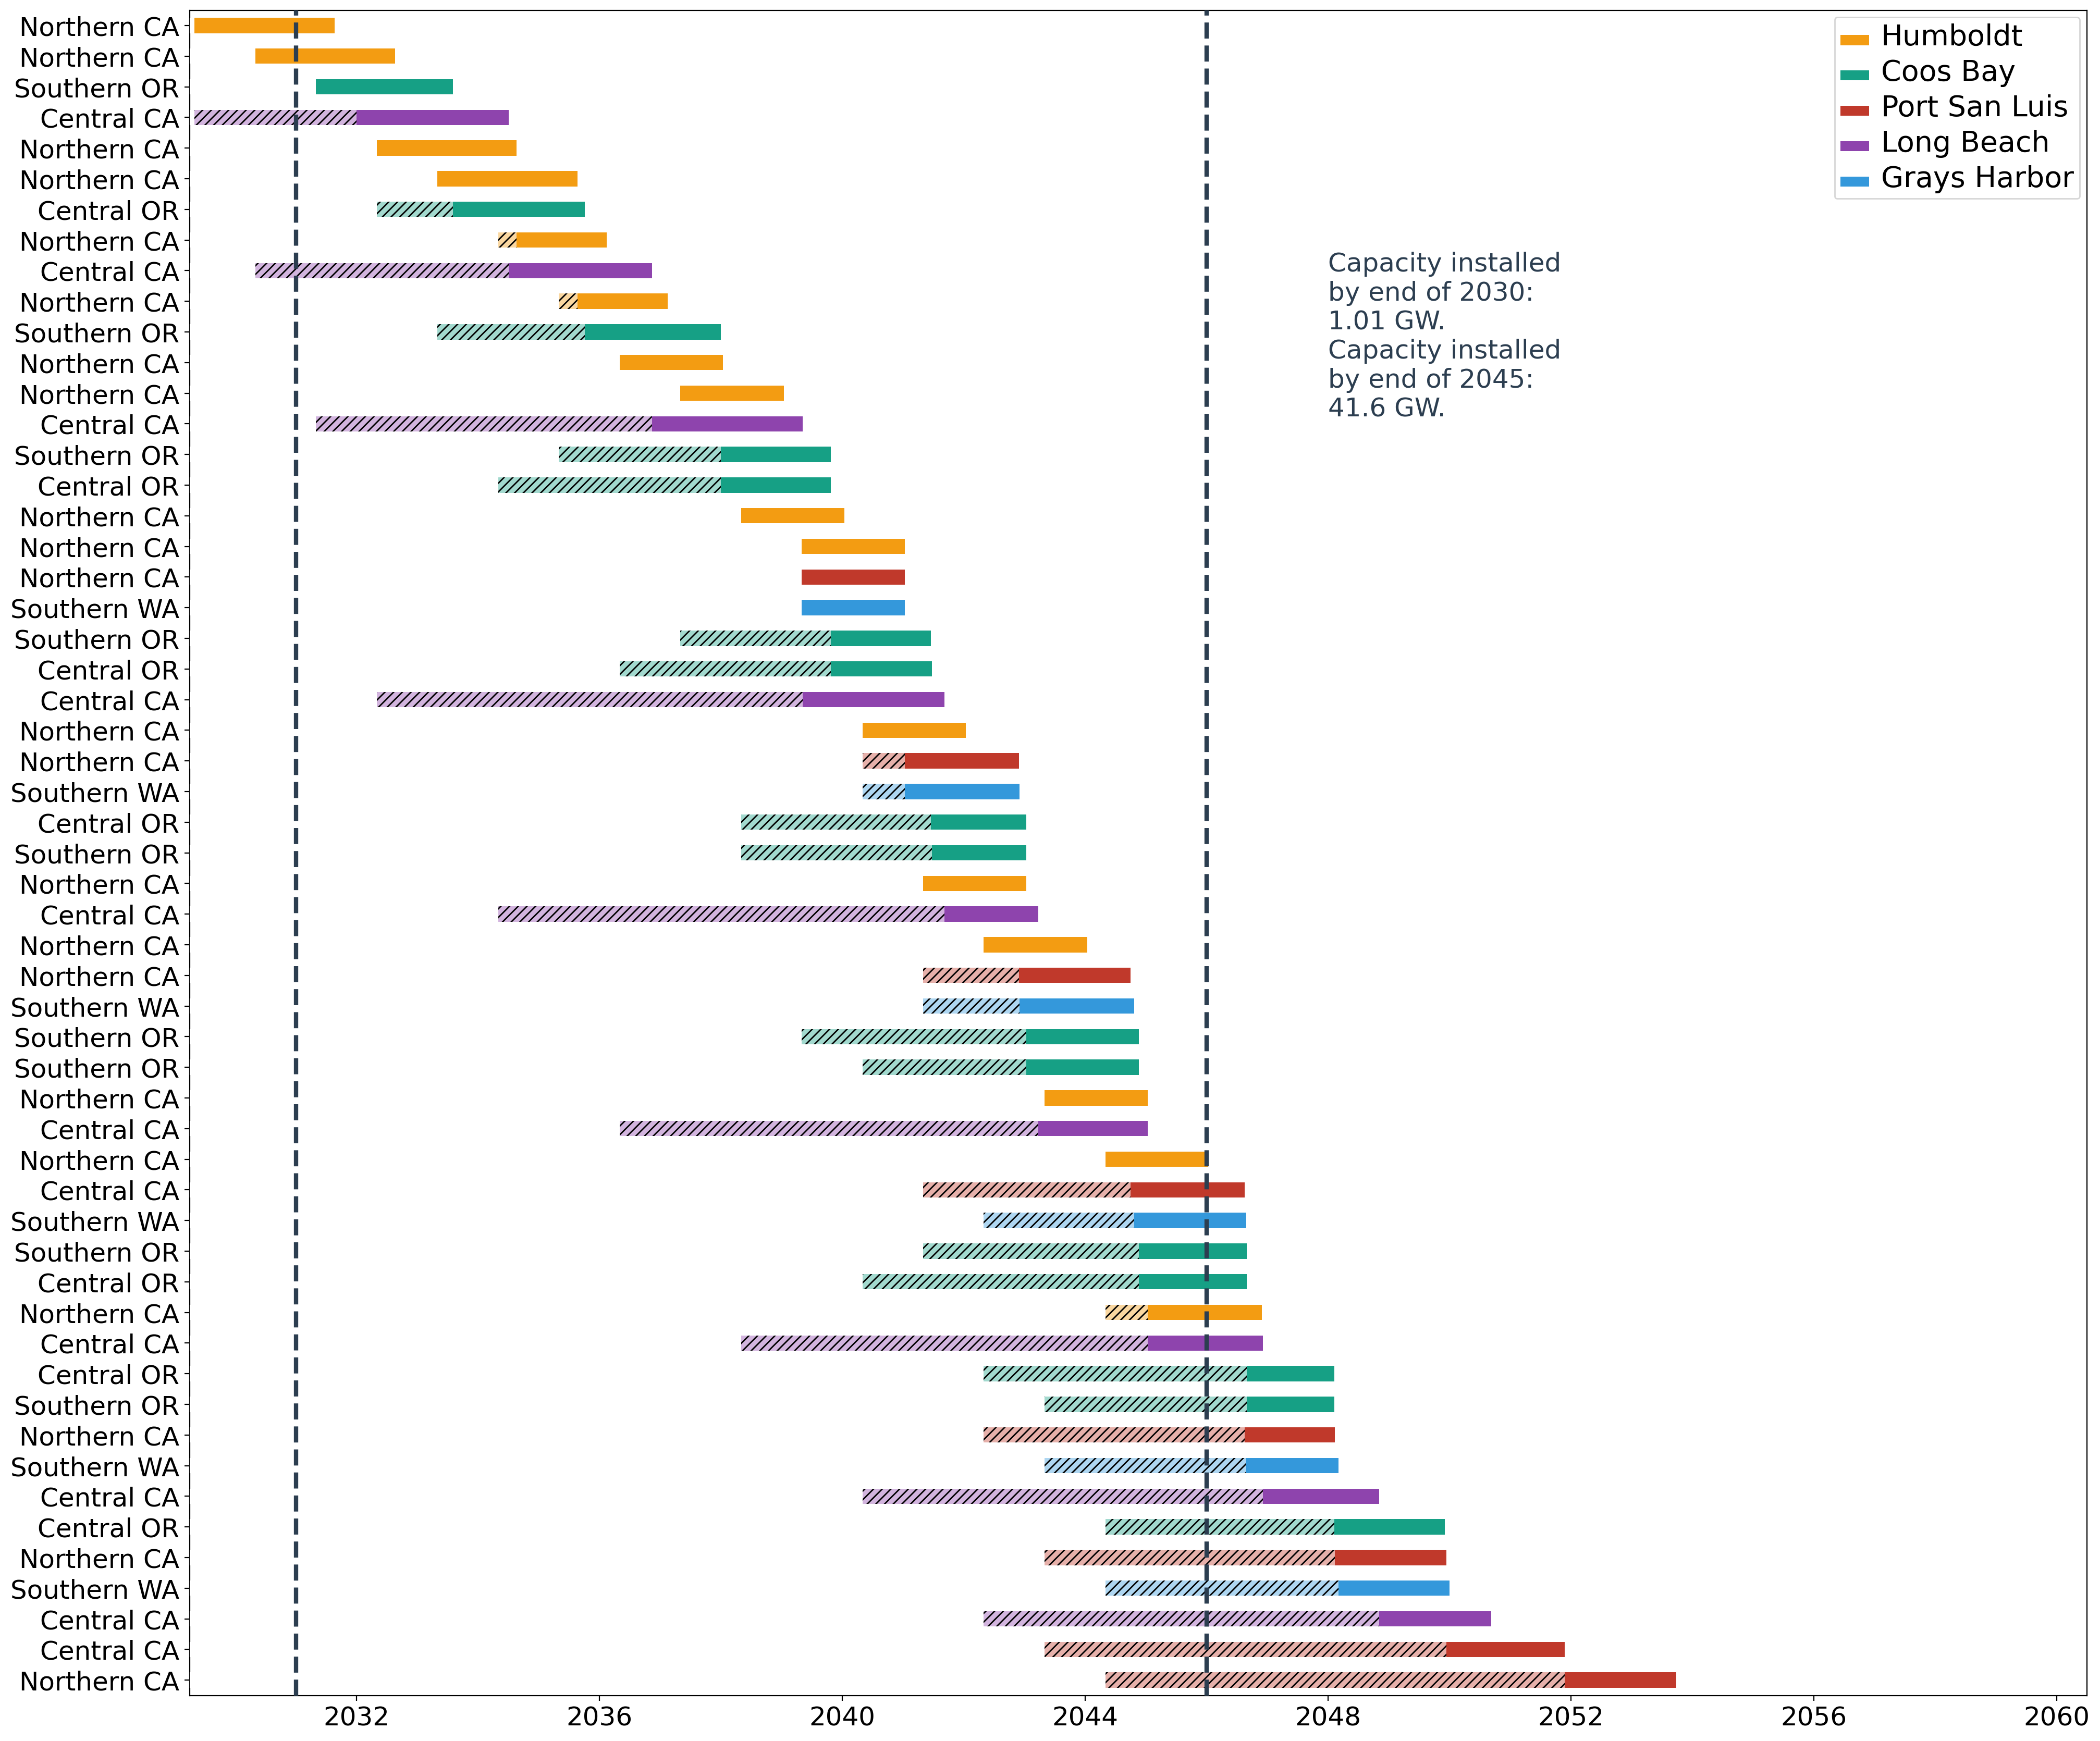 Northern CA
Northern CA
Southern OR
Central CA
Northern CA
Northern CA
Central OR
Northern CA
Central CA
Northern CA
Southern OR
Northern CA
Northern CA
Central CA
Southern OR
Central OR
Northern CA
Northern CA
Northern CA
Southern WA
Southern OR
Central OR
Central CA
Northern CA
Northern CA
Southern WA
Central OR
Southern OR
Northern CA
Central CA
Northern CA
Northern CA
Southern WA
Southern OR
Southern OR
Northern CA
Central CA
Northern CA
Central CA
Southern WA
Southern OR
Central OR
Northern CA
Central CA
Central OR
Southern OR
Northern CA
Southern WA
Central CA
Central OR
Northern CA
Southern WA
Central CA
Central CA
Northern CA
Humboldt
Coos Bay
Port San Luis
Long Beach
Grays Harbor
Capacity installed
by end of 2030:
1.01 GW.
Capacity installed
by end of 2045:
41.6 GW.
2032 2036 2040 2044 2048 2052 2056 2060